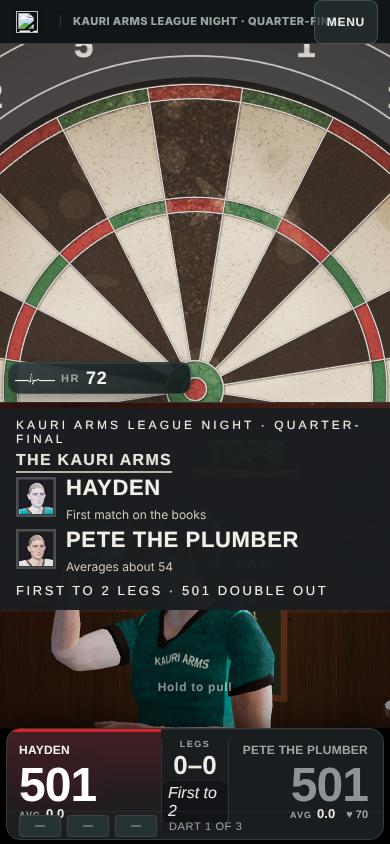 KAURI ARMS LEAGUE NIGHT · QUARTER-FIN
MENU
5
1
HR 72
KAURI ARMS LEAGUE NIGHT · QUARTER-
FINAL
THE KAURI ARMS
HAYDEN
First match on the books
PETE THE PLUMBER
Averages about 54
FIRST TO 2 LEGS · 501 DOUBLE OUT
KAURI ARMS
Hold to pull
HAYDEN
501
AVG 0.0
LEGS
0–0
First to
2
PETE THE PLUMBER
501
AVG 0.0 ♥ 70
– – –
DART 1 OF 3